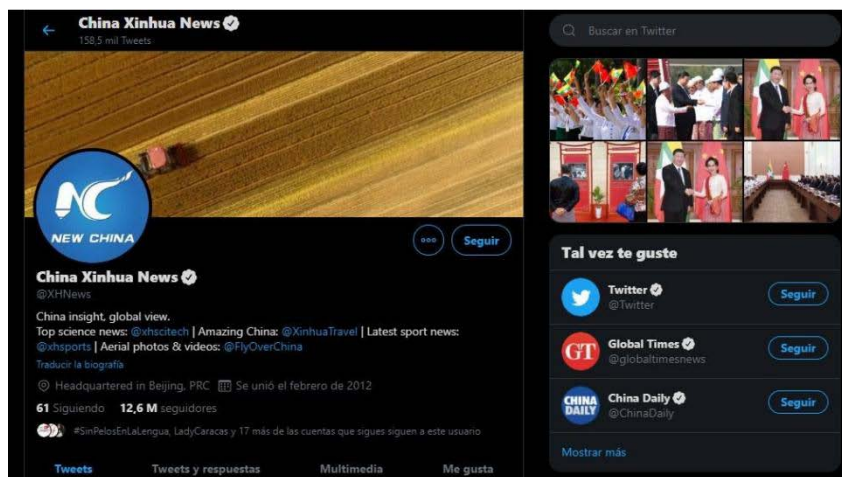 China Xinhua News
158,5 mil Tweets
NEW CHINA
Seguir
China Xinhua News
@XHNews
China insight, global view.
Top science news: @xhscitech | Amazing China: @XinhuaTravel | Latest sport news:
@xhsports | Aerial photos & videos: @FlyOverChina
Traducir la biografía
Headquartered in Beijing, PRC Se unió el febrero de 2012
61 Siguiendo 12,6 M seguidores
#SinPelosEnLaLengua, LadyCaracas y 17 más de las cuentas que sigues siguen a este usuario
Tweets Tweets y respuestas Multimedia Me gusta
Buscar en Twitter
Tal vez te guste
Twitter
@Twitter
Seguir
GT
Global Times
@globaltimesnews
Seguir
CHINA
DAILY
China Daily
@ChinaDaily
Seguir
Mostrar más